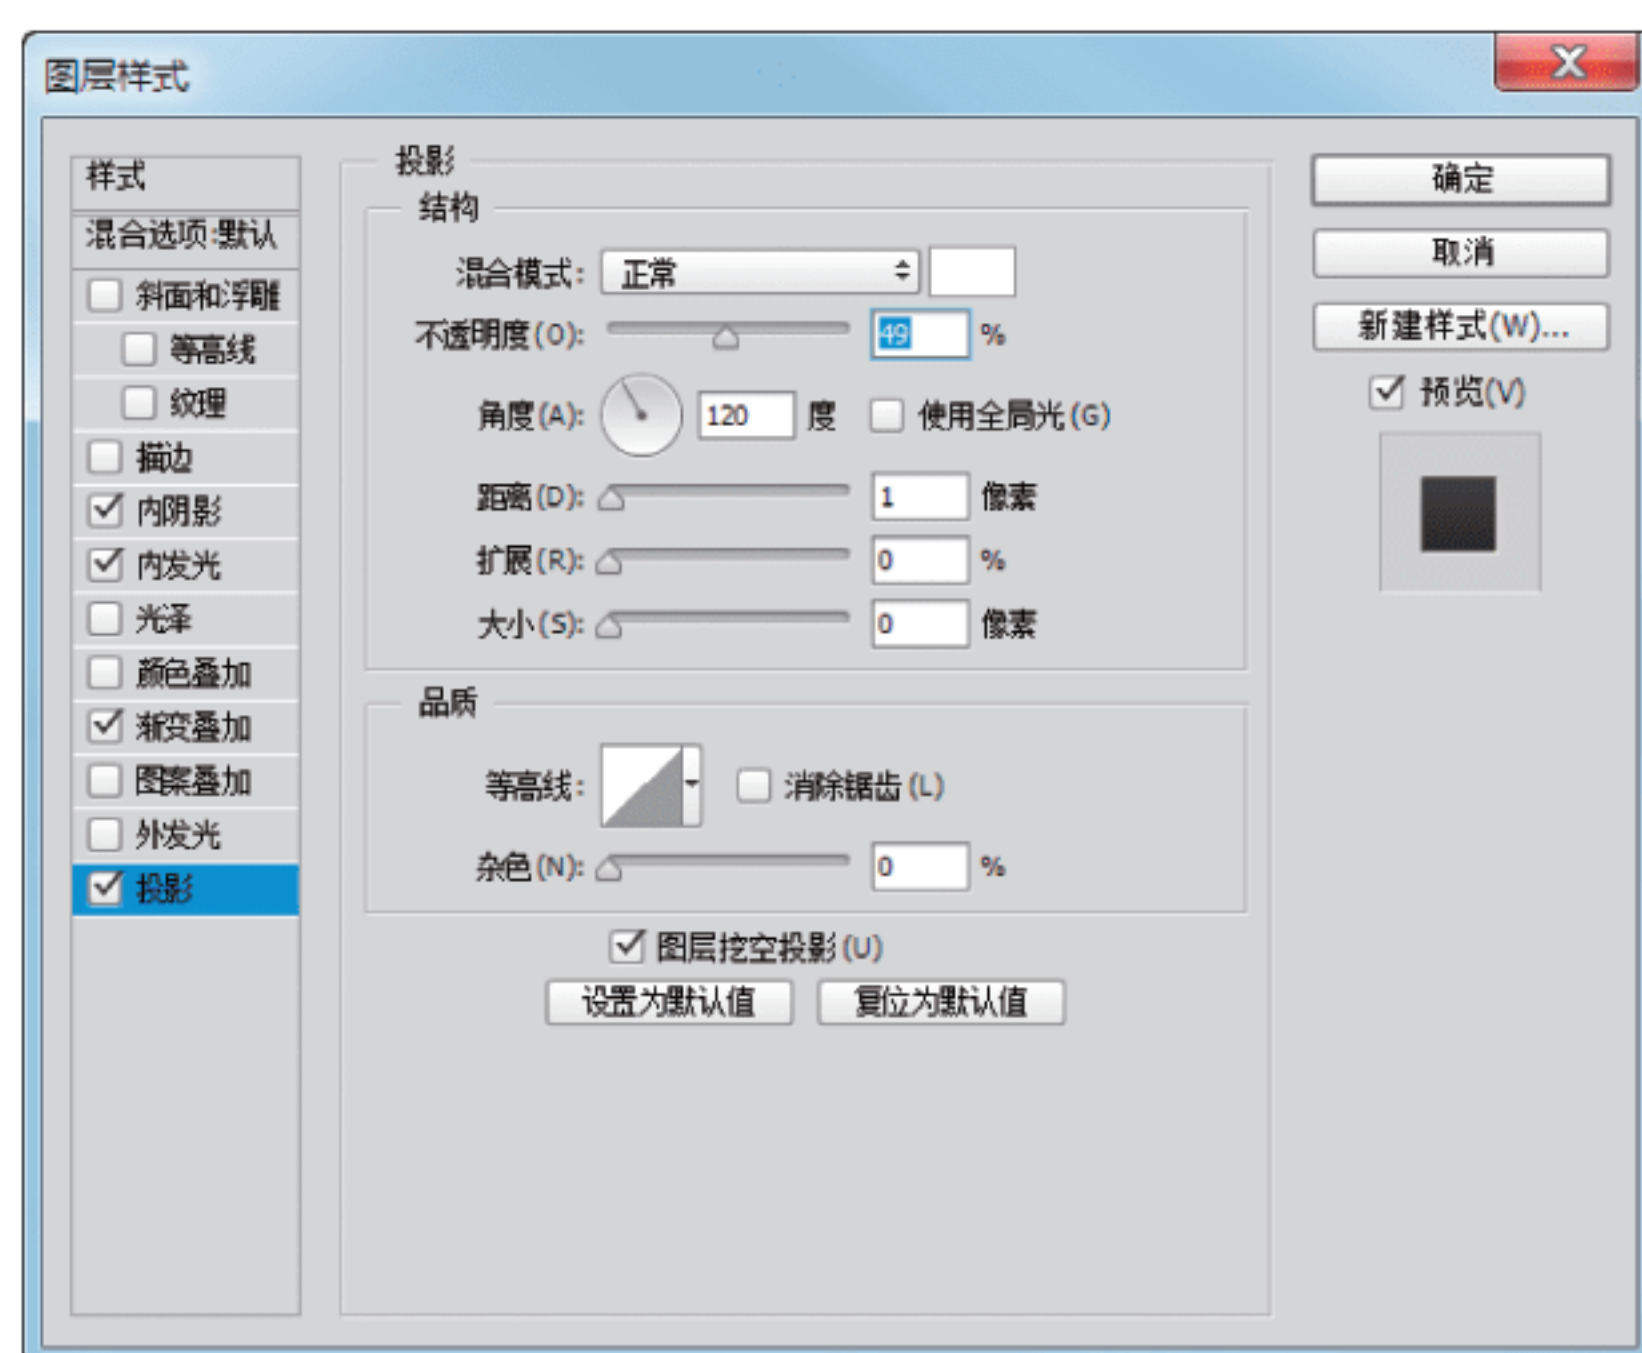 图层样式
样式
混合选项:默认
斜面和浮雕
等高线
纹理
描边
内阴影
内发光
光泽
颜色叠加
渐变叠加
图案叠加
外发光
投影
投影
结构
混合模式: 正常
不透明度(O): 49 %
角度(A): 120 度 使用全局光(G)
距离(D): 1 像素
扩展(R): 0 %
大小(S): 0 像素
品质
等高线: 消除锯齿(L)
杂色(N): 0 %
图层挖空投影(U)
设置为默认值 复位为默认值
确定
取消
新建样式(W)...
预览(V)